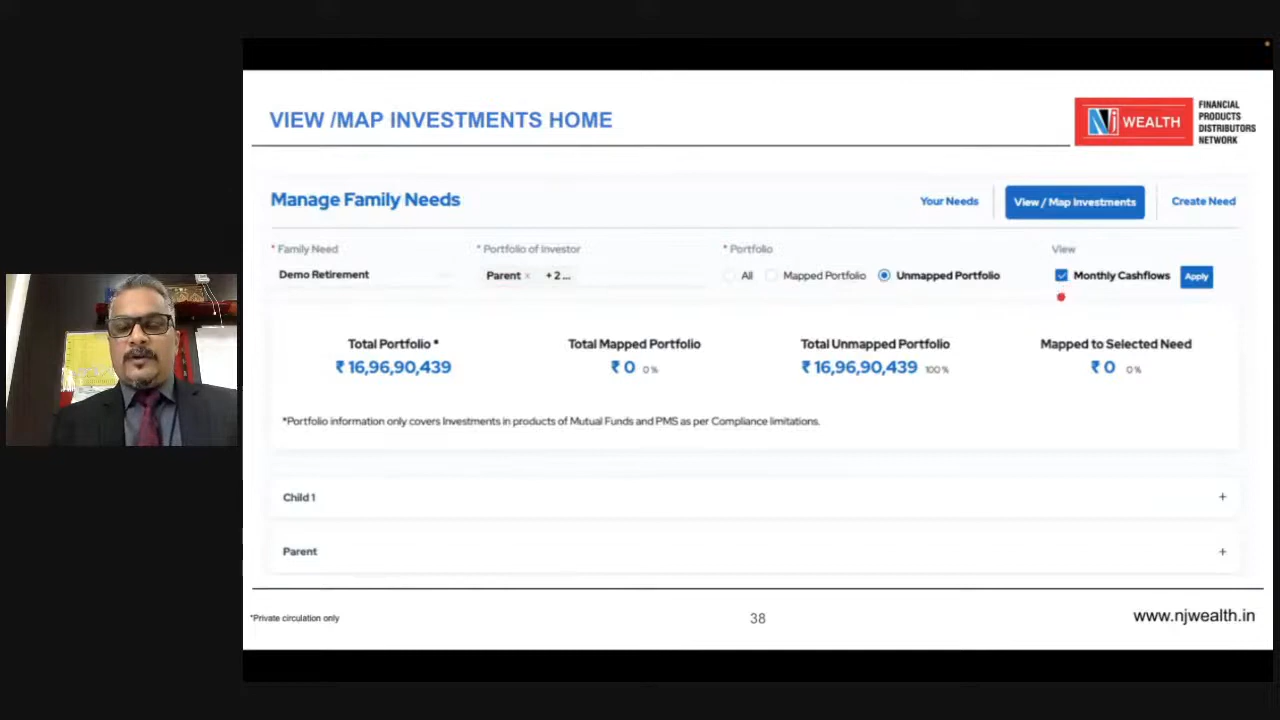 VIEW /MAP INVESTMENTS HOME
NJ WEALTH
FINANCIAL
PRODUCTS
DISTRIBUTORS
NETWORK
Manage Family Needs
Your Needs
View / Map Investments
Create Need
* Family Need
* Portfolio of Investor
* Portfolio
View
Demo Retirement
Parent × +2...
All
Mapped Portfolio
Unmapped Portfolio
Monthly Cashflows
Apply
Total Portfolio *
Total Mapped Portfolio
Total Unmapped Portfolio
Mapped to Selected Need
₹ 16,96,90,439
₹ 0 0%
₹ 16,96,90,439 100%
₹ 0 0%
*Portfolio information only covers Investments in products of Mutual Funds and PMS as per Compliance limitations.
Child 1 +
Parent +
*Private circulation only
38
www.njwealth.in